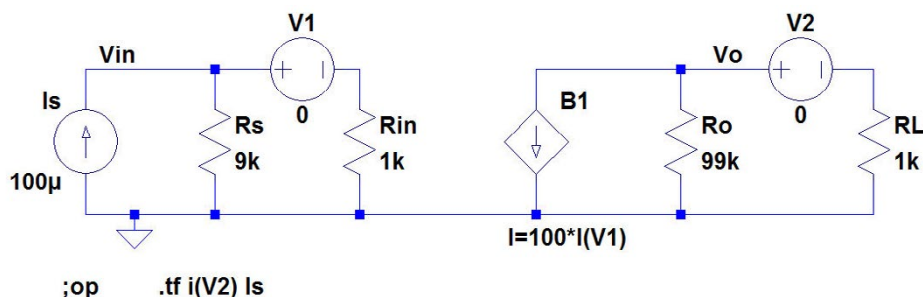 V1
V2
Vin
Vo
+
+
Is
B1
0
0
Rs
Rin
Ro
RL
9k
1k
99k
1k
100µ
I=100*I(V1)
;op
.tf i(V2) Is